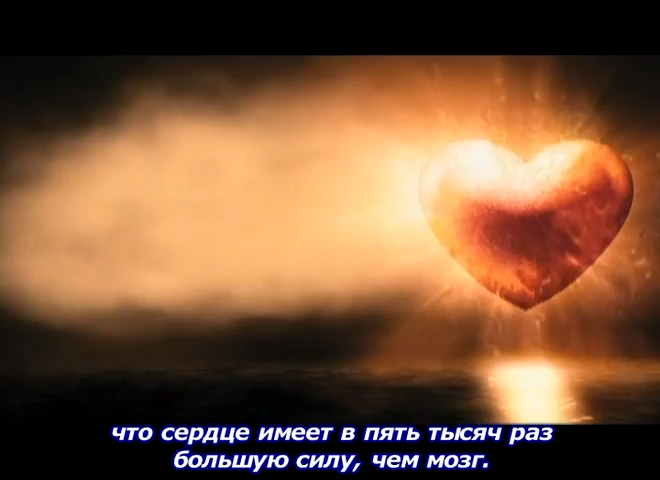 что сердце имеет в пять тысяч раз
большую силу, чем мозг.